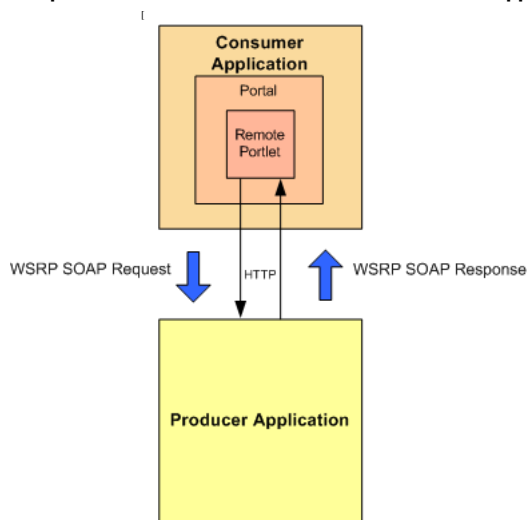 [
Consumer
Application
Portal
Remote
Portlet
WSRP SOAP Request
HTTP
WSRP SOAP Response
Producer Application